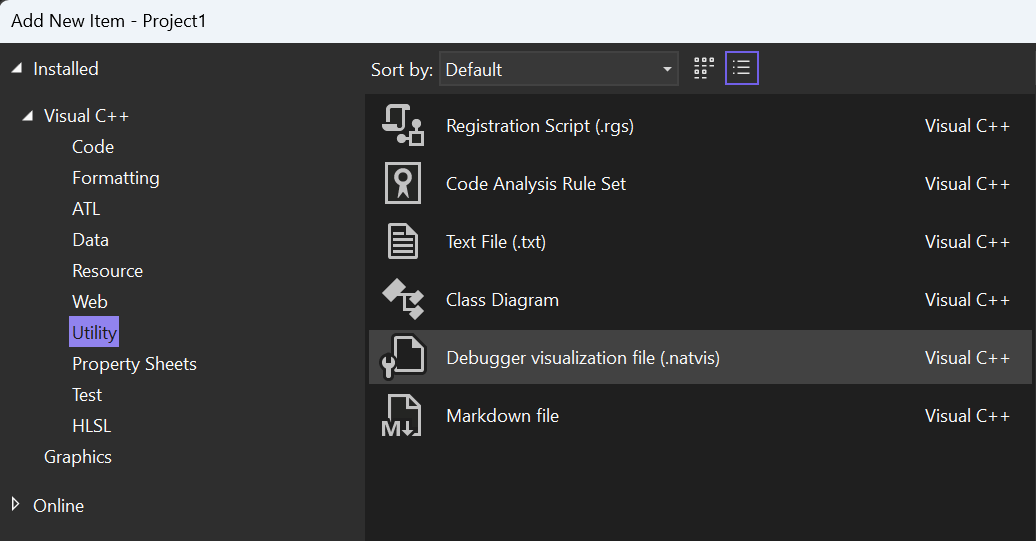 Add New Item - Project1
Installed
Visual C++
Code
Formatting
ATL
Data
Resource
Web
Utility
Property Sheets
Test
HLSL
Graphics
Online
Sort by: Default
Registration Script (.rgs) Visual C++
Code Analysis Rule Set Visual C++
Text File (.txt) Visual C++
Class Diagram Visual C++
Debugger visualization file (.natvis) Visual C++
M↓ Markdown file Visual C++